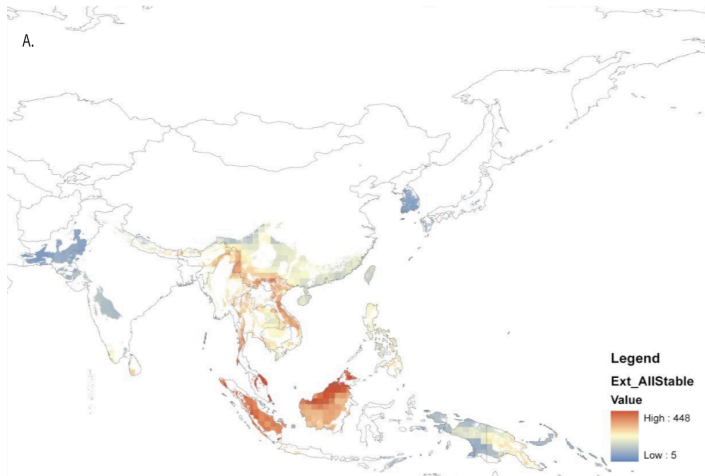 A.
Legend
Ext_AllStable
Value
High : 448
Low : 5